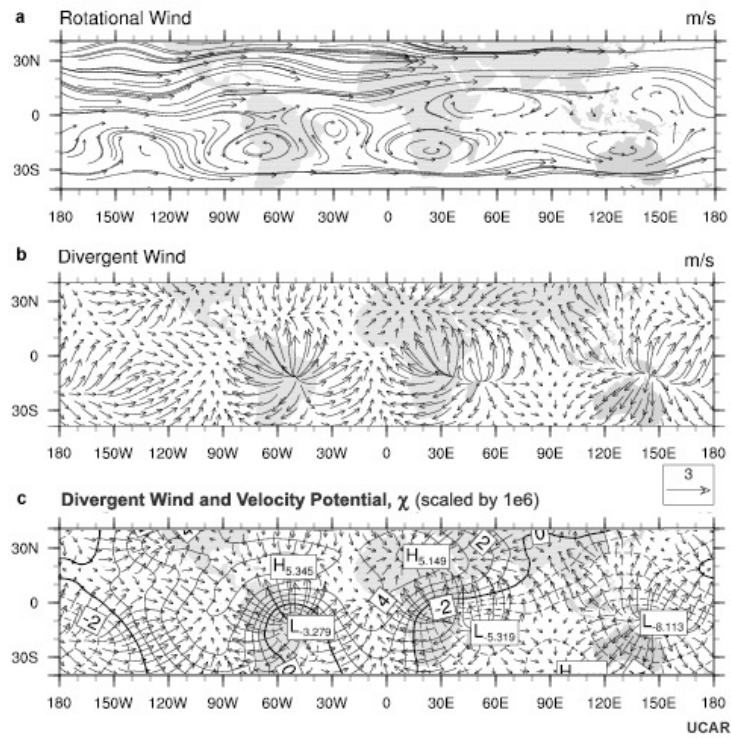 a Rotational Wind m/s
30N
0
30S
180 150W 120W 90W 60W 30W 0 30E 60E 90E 120E 150E 180
b Divergent Wind m/s
30N
0
30S
180 150W 120W 90W 60W 30W 0 30E 60E 90E 120E 150E 180
3
c Divergent Wind and Velocity Potential, χ (scaled by 1e6)
30N
0
30S
H5.345
H5.149
2
0
4
-2
-2
L-3.279
L-5.319
L-8.113
0
H
180 150W 120W 90W 60W 30W 0 30E 60E 90E 120E 150E 180
UCAR